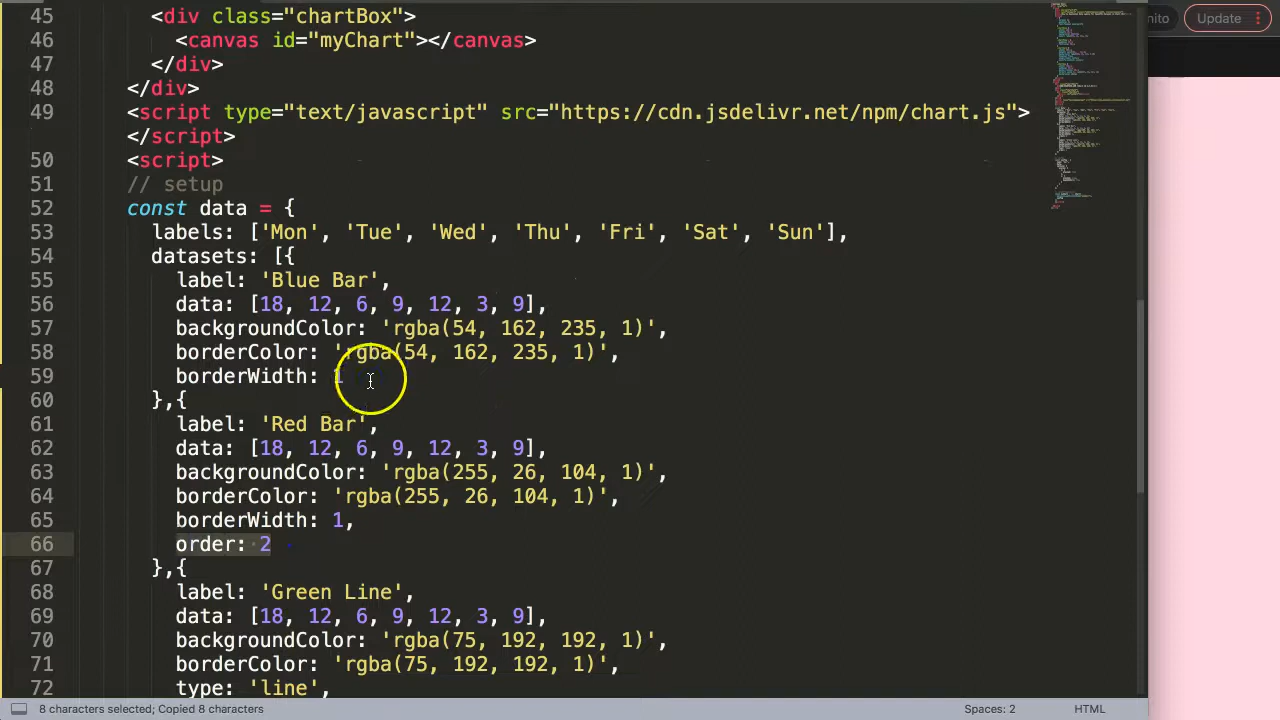 45 <div class="chartBox">
46 <canvas id="myChart"></canvas>
47 </div>
48 </div>
49 <script type="text/javascript" src="https://cdn.jsdelivr.net/npm/chart.js">
</script>
50 <script>
51 // setup
52 const data = {
53 labels: ['Mon', 'Tue', 'Wed', 'Thu', 'Fri', 'Sat', 'Sun'],
54 datasets: [{
55 label: 'Blue Bar',
56 data: [18, 12, 6, 9, 12, 3, 9],
57 backgroundColor: 'rgba(54, 162, 235, 1)',
58 borderColor: 'rgba(54, 162, 235, 1)',
59 borderWidth: 1
60 },{
61 label: 'Red Bar',
62 data: [18, 12, 6, 9, 12, 3, 9],
63 backgroundColor: 'rgba(255, 26, 104, 1)',
64 borderColor: 'rgba(255, 26, 104, 1)',
65 borderWidth: 1,
66 order: 2
67 },{
68 label: 'Green Line',
69 data: [18, 12, 6, 9, 12, 3, 9],
70 backgroundColor: 'rgba(75, 192, 192, 1)',
71 borderColor: 'rgba(75, 192, 192, 1)',
72 type: 'line',
8 characters selected; Copied 8 characters
Spaces: 2
HTML
Update